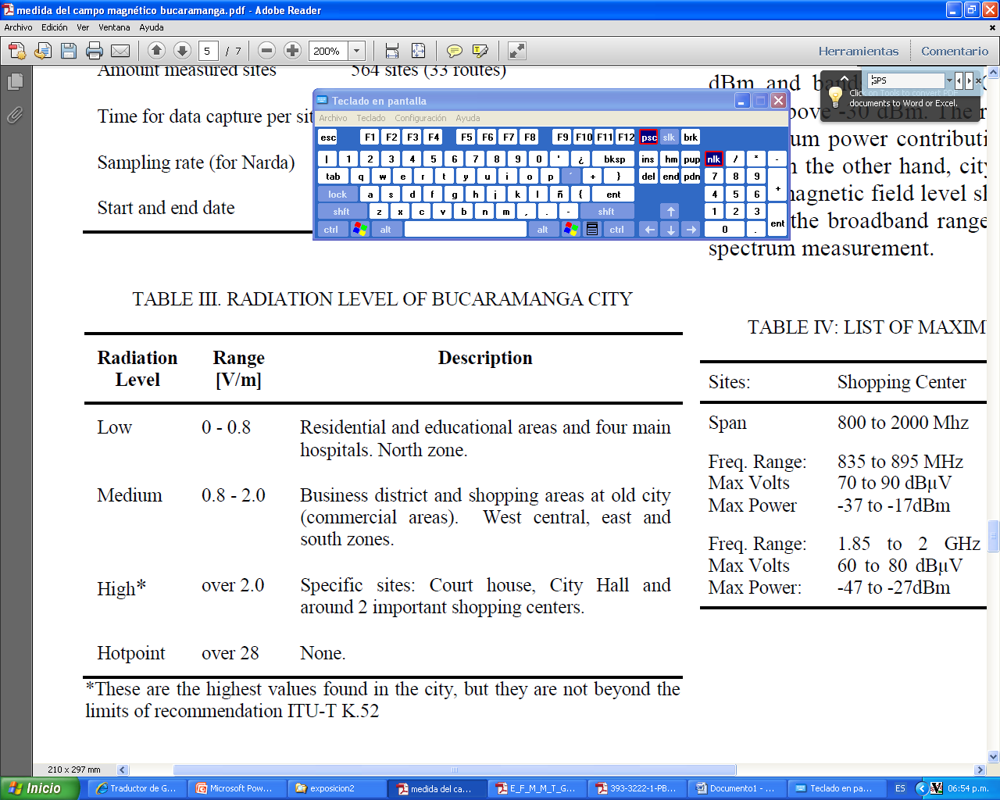 medida del campo magnético bucaramanga.pdf - Adobe Reader
Archivo Edición Ver Ventana Ayuda
5 / 7 200% Herramientas Comentario
Amount measured sites 564 sites (33 routes)
Time for data capture per sit
Sampling rate (for Narda)
Start and end date
Teclado en pantalla
Archivo Teclado Configuración Ayuda
esc F1 F2 F3 F4 F5 F6 F7 F8 F9 F10 F11 F12 psc slk brk
| 1 2 3 4 5 6 7 8 9 0 ' ¿ bksp ins hm pup nlk / * -
tab q w e r t y u i o p ´ + } del end pdn 7 8 9 +
lock a s d f g h j k l ñ { ent 4 5 6
shft z x c v b n m , . - shft ↑ 1 2 3 ent
ctrl alt alt ctrl ← ↓ → 0 .
GPS
Click on Tools to convert PDF
documents to Word or Excel.
dBm and bands
above -30 dBm. The r
um power contributi
n the other hand, city
magnetic field level sh
the broadband range
spectrum measurement.
TABLE III. RADIATION LEVEL OF BUCARAMANGA CITY
Radiation Range Description
Level [V/m]
Low 0 - 0.8 Residential and educational areas and four main
hospitals. North zone.
Medium 0.8 - 2.0 Business district and shopping areas at old city
(commercial areas). West central, east and
south zones.
High* over 2.0 Specific sites: Court house, City Hall and
around 2 important shopping centers.
Hotpoint over 28 None.
*These are the highest values found in the city, but they are not beyond the
limits of recommendation ITU-T K.52
TABLE IV: LIST OF MAXIM
Sites: Shopping Center
Span 800 to 2000 Mhz
Freq. Range: 835 to 895 MHz
Max Volts 70 to 90 dBµV
Max Power -37 to -17dBm
Freq. Range: 1.85 to 2 GHz
Max Volts 60 to 80 dBµV
Max Power: -47 to -27dBm
210 x 297 mm
Inicio Traductor de G... Microsoft Pow... exposicion2 medida del ca... E_F_M_M_T_G... 393-3222-1-PB... Documento1 - ... Teclado en pa... ES 06:54 p.m.